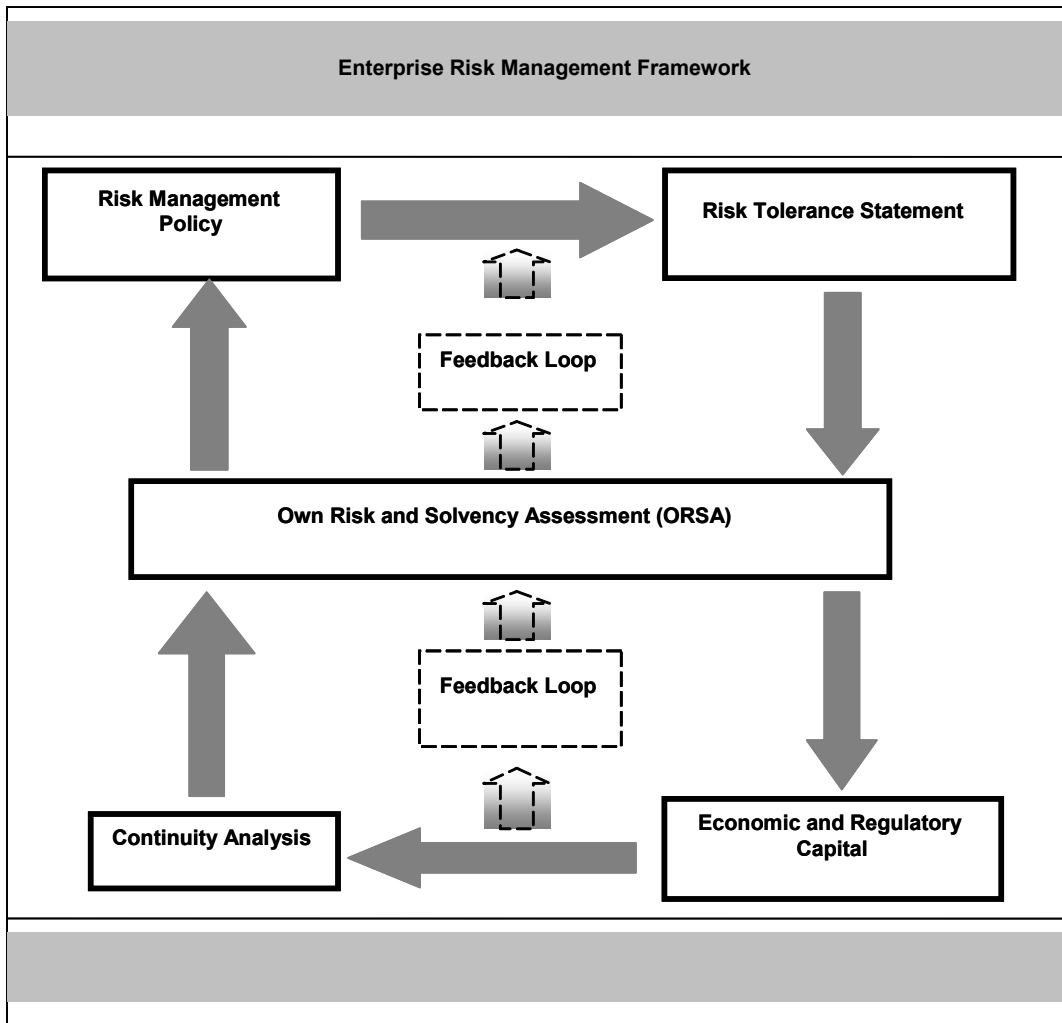 Enterprise Risk Management Framework
Risk Management
Policy
Risk Tolerance Statement
Feedback Loop
Own Risk and Solvency Assessment (ORSA)
Feedback Loop
Continuity Analysis
Economic and Regulatory
Capital